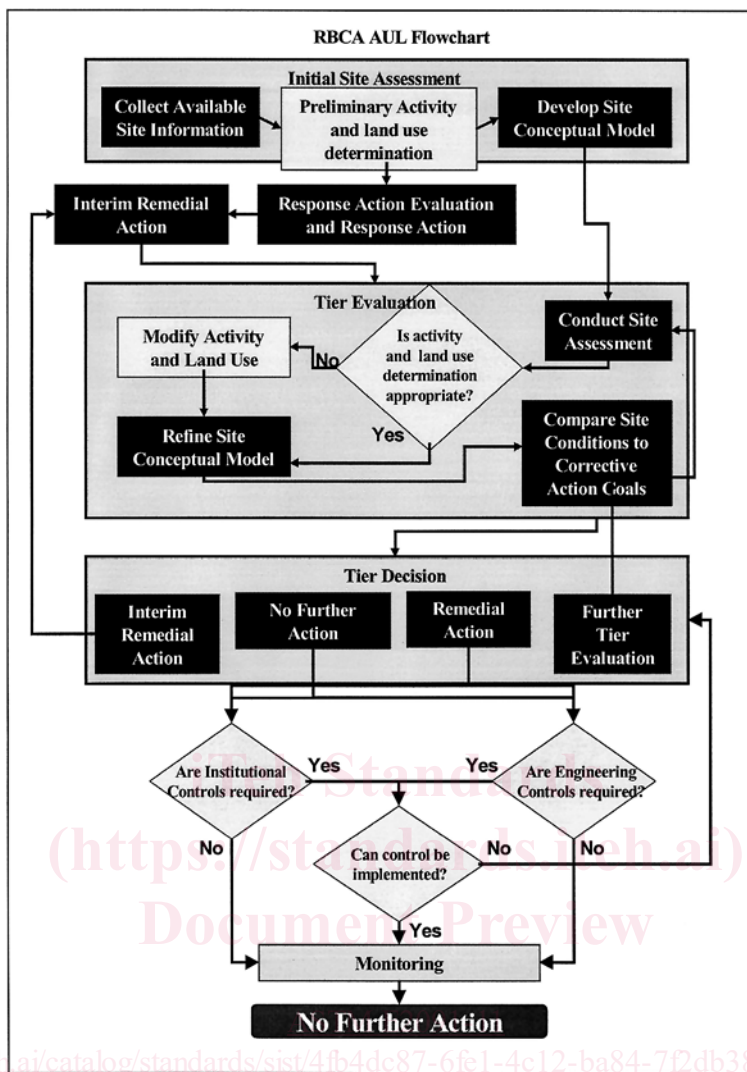 RBCA AUL Flowchart
Initial Site Assessment
Collect Available
Site Information
Preliminary Activity
and land use
determination
Develop Site
Conceptual Model
Interim Remedial
Action
Response Action Evaluation
and Response Action
Tier Evaluation
Modify Activity
and Land Use
No
Is activity
and land use
determination
appropriate?
Conduct Site
Assessment
Yes
Refine Site
Conceptual Model
Compare Site
Conditions to
Corrective
Action Goals
Tier Decision
Interim
Remedial
Action
No Further
Action
Remedial
Action
Further
Tier
Evaluation
Are Institutional
Controls required?
Yes
Yes
Are Engineering
Controls required?
No
Can control be
implemented?
No
No
Yes
Monitoring
No Further Action
iTeh Standards
(https://standards.iteh.ai)
Document Preview
.ai/catalog/standards/sist/4fb4dc87-6fe1-4c12-ba84-7f2db38